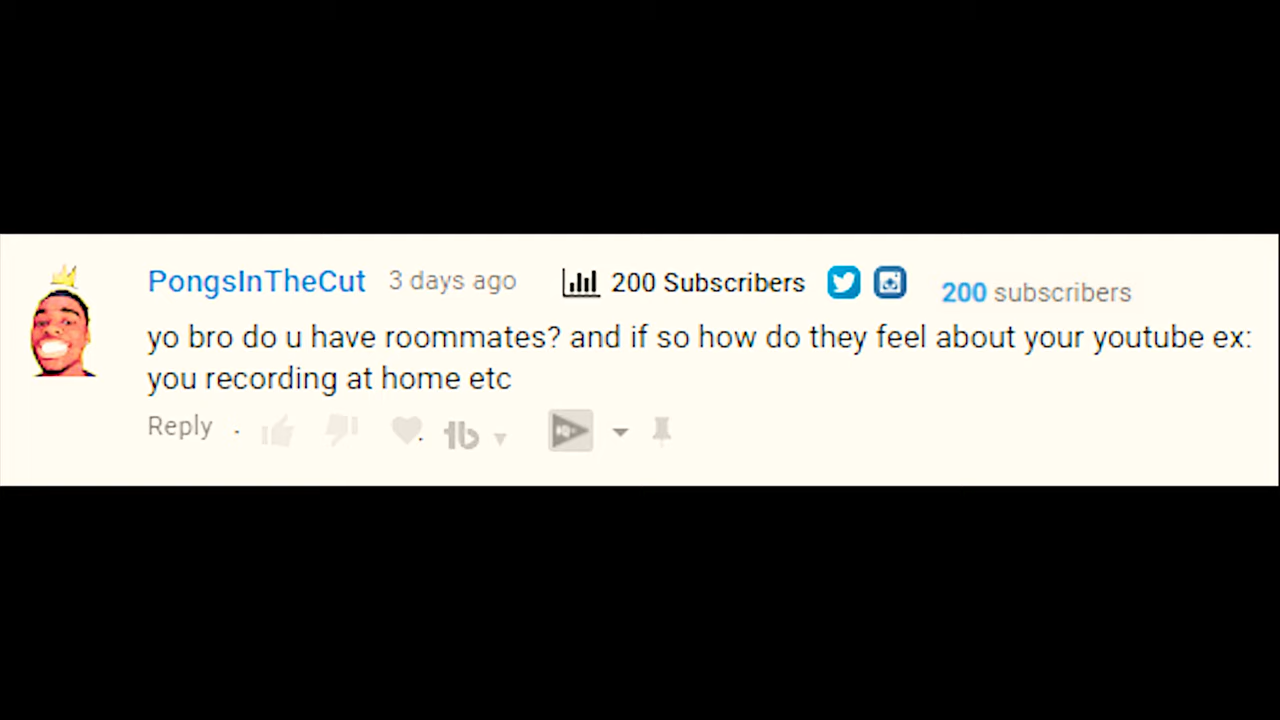 PongsInTheCut 3 days ago 200 Subscribers 200 subscribers
yo bro do u have roommates? and if so how do they feel about your youtube ex:
you recording at home etc
Reply